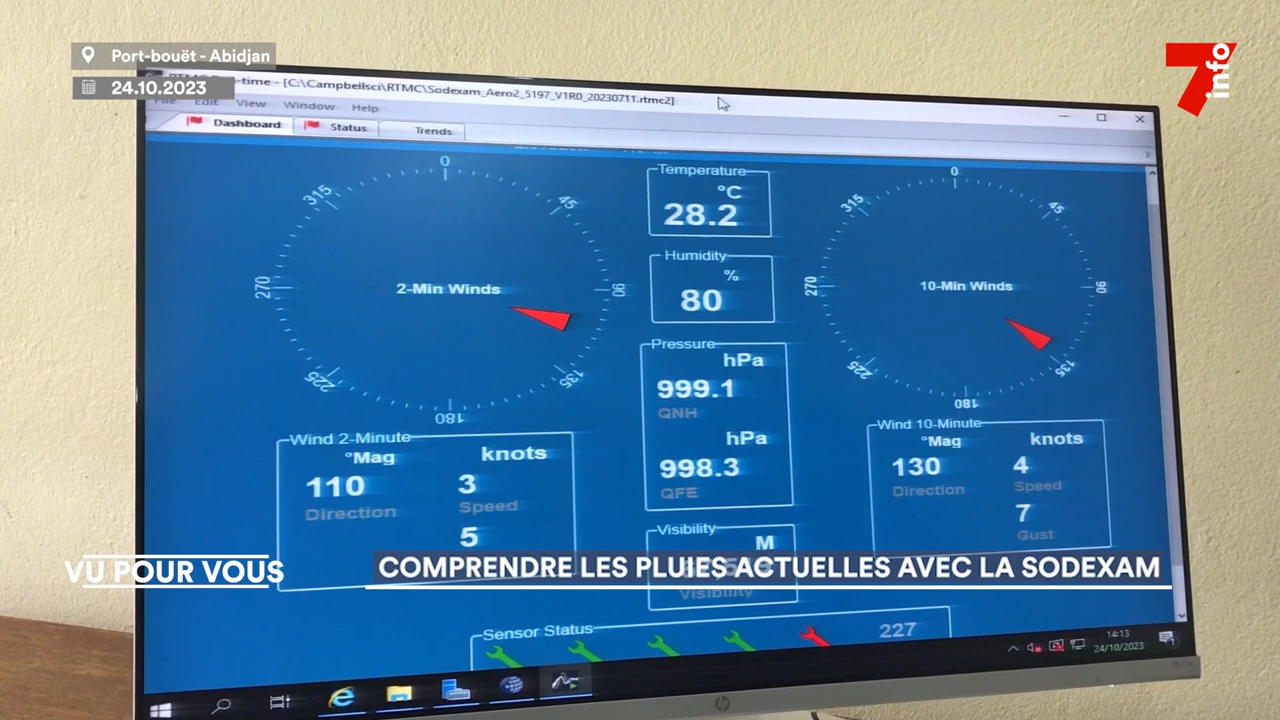 Port-bouët - Abidjan
24.10.2023
7info
-time - [C:\Campbellsci\RTMC\Sodexam_Aero2_5197_V1R0_20230711.rtmc2]
File Edit View Window Help
Dashboard Status Trends
0
45
90
135
180
225
270
315
2-Min Winds
Temperature
°C
28.2
Humidity
%
80
Pressure
hPa
999.1
QNH
hPa
998.3
QFE
Visibility
M
Visibility
0
45
90
135
180
225
270
315
10-Min Winds
Wind 2-Minute
°Mag knots
110 3
Direction Speed
5
Wind 10-Minute
°Mag knots
130 4
Direction Speed
7
Gust
VU POUR VOUS
COMPRENDRE LES PLUIES ACTUELLES AVEC LA SODEXAM
Sensor Status
227
14:13
24/10/2023
hp